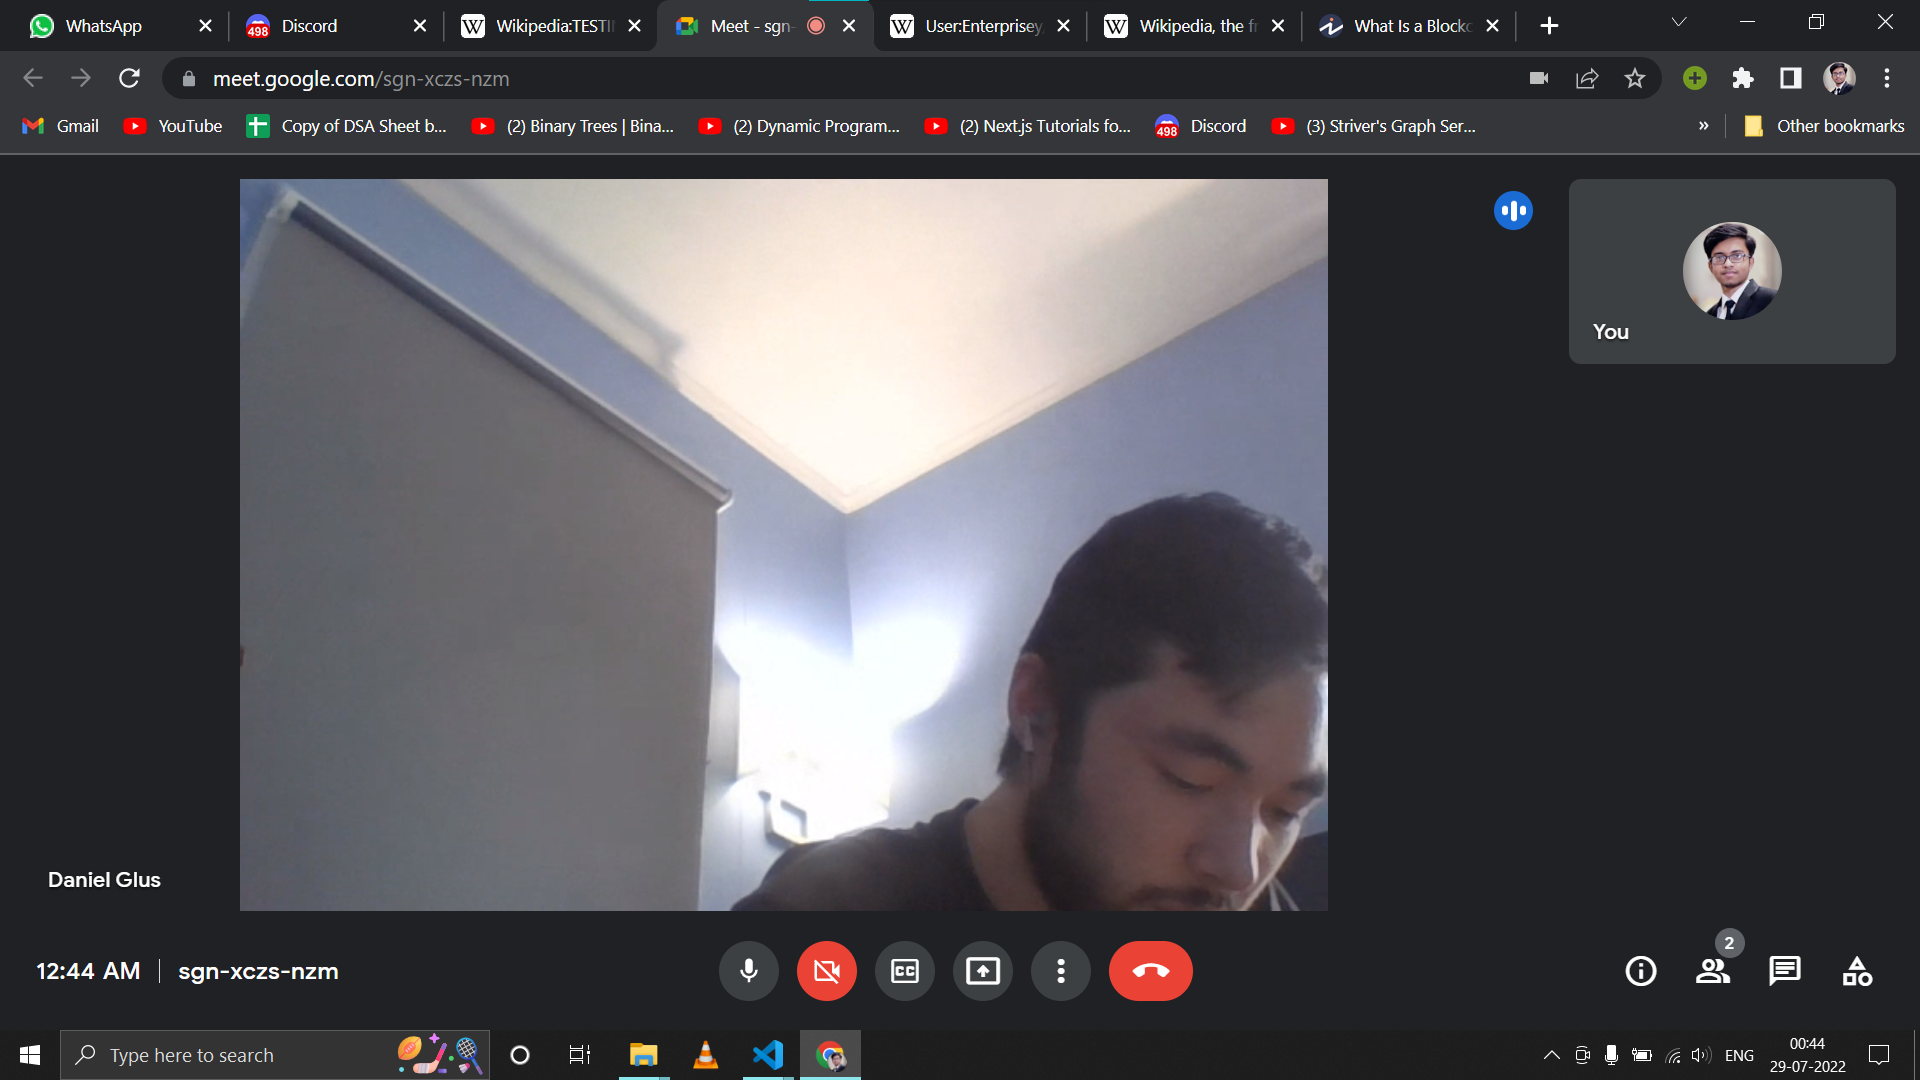 WhatsApp
498 Discord
Wikipedia:TESTI
Meet - sgn-
User:Enterprisey
Wikipedia, the fr
What Is a Blockc
meet.google.com/sgn-xczs-nzm
Gmail
YouTube
Copy of DSA Sheet b...
(2) Binary Trees | Bina...
(2) Dynamic Program...
(2) Next.js Tutorials fo...
498 Discord
(3) Striver's Graph Ser...
»
Other bookmarks
You
Daniel Glus
12:44 AM | sgn-xczs-nzm
CC
2
Type here to search
ENG
00:44
29-07-2022